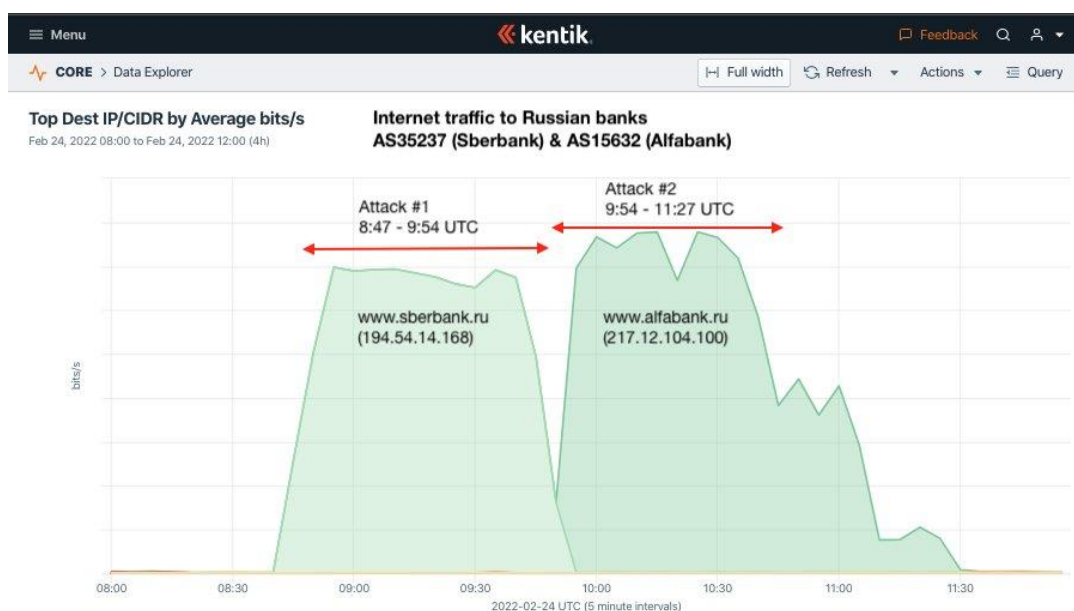 Menu
kentik.
Feedback
CORE > Data Explorer
Full width
Refresh
Actions
Query
Top Dest IP/CIDR by Average bits/s
Feb 24, 2022 08:00 to Feb 24, 2022 12:00 (4h)
Internet traffic to Russian banks
AS35237 (Sberbank) & AS15632 (Alfabank)
Attack #1
8:47 - 9:54 UTC
Attack #2
9:54 - 11:27 UTC
www.sberbank.ru
(194.54.14.168)
www.alfabank.ru
(217.12.104.100)
bits/s
08:00
08:30
09:00
09:30
10:00
10:30
11:00
11:30
2022-02-24 UTC (5 minute intervals)